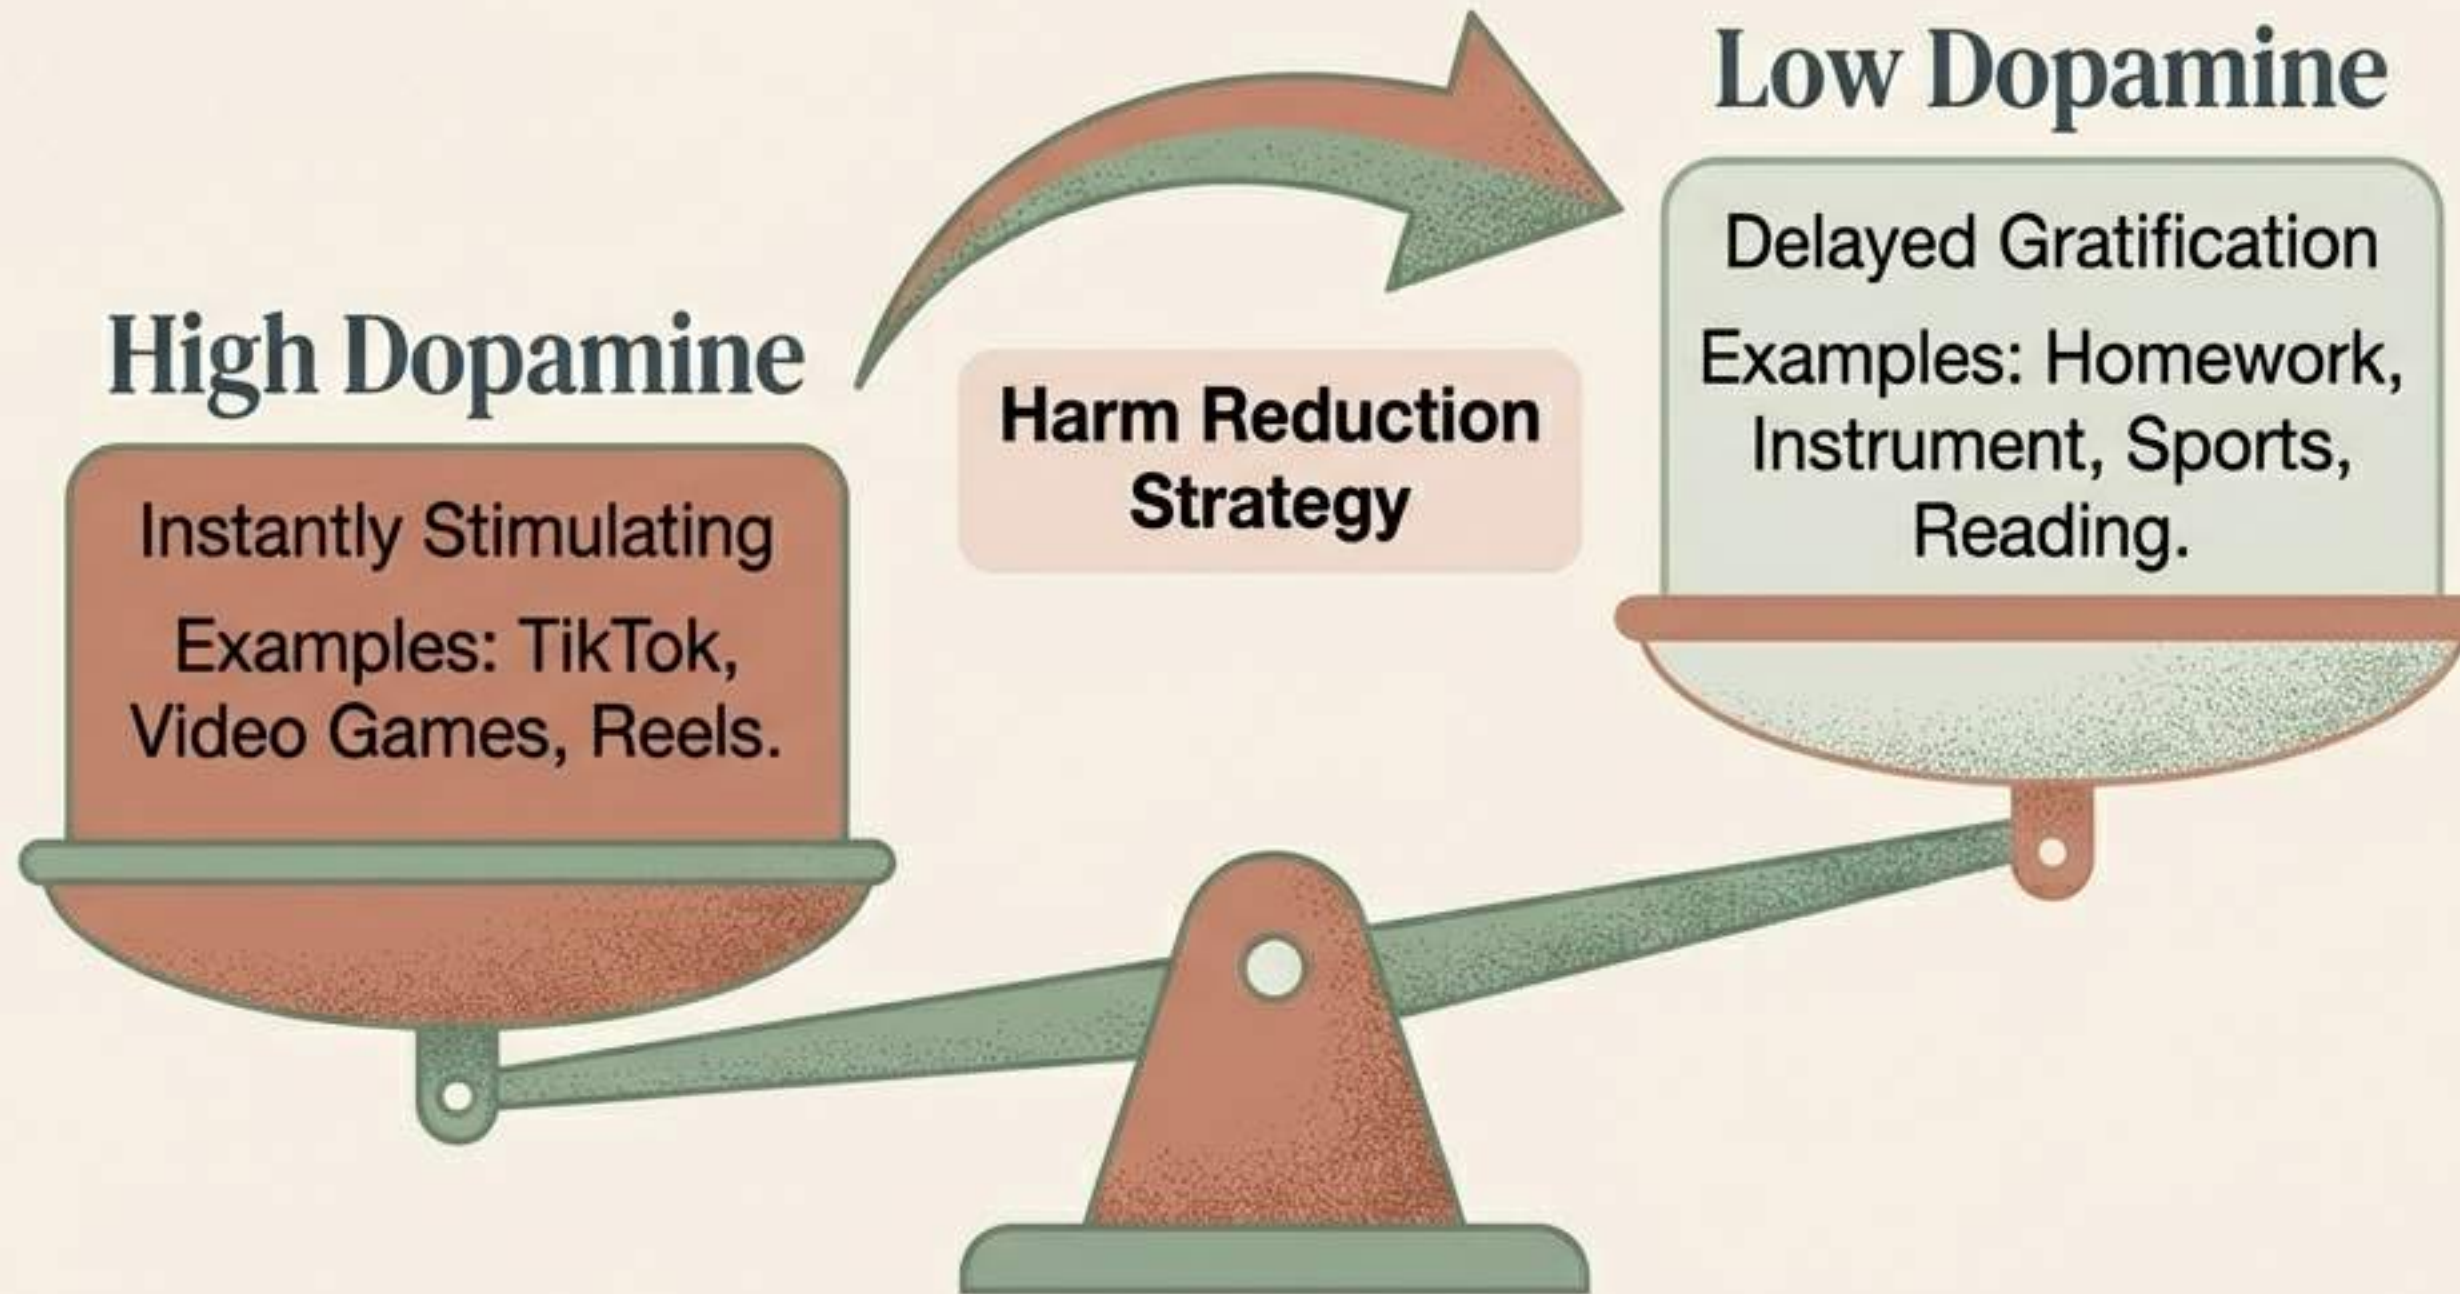 High Dopamine
Instantly Stimulating
Examples: TikTok,
Video Games, Reels.
Harm Reduction
Strategy
Low Dopamine
Delayed Gratification
Examples: Homework,
Instrument, Sports,
Reading.